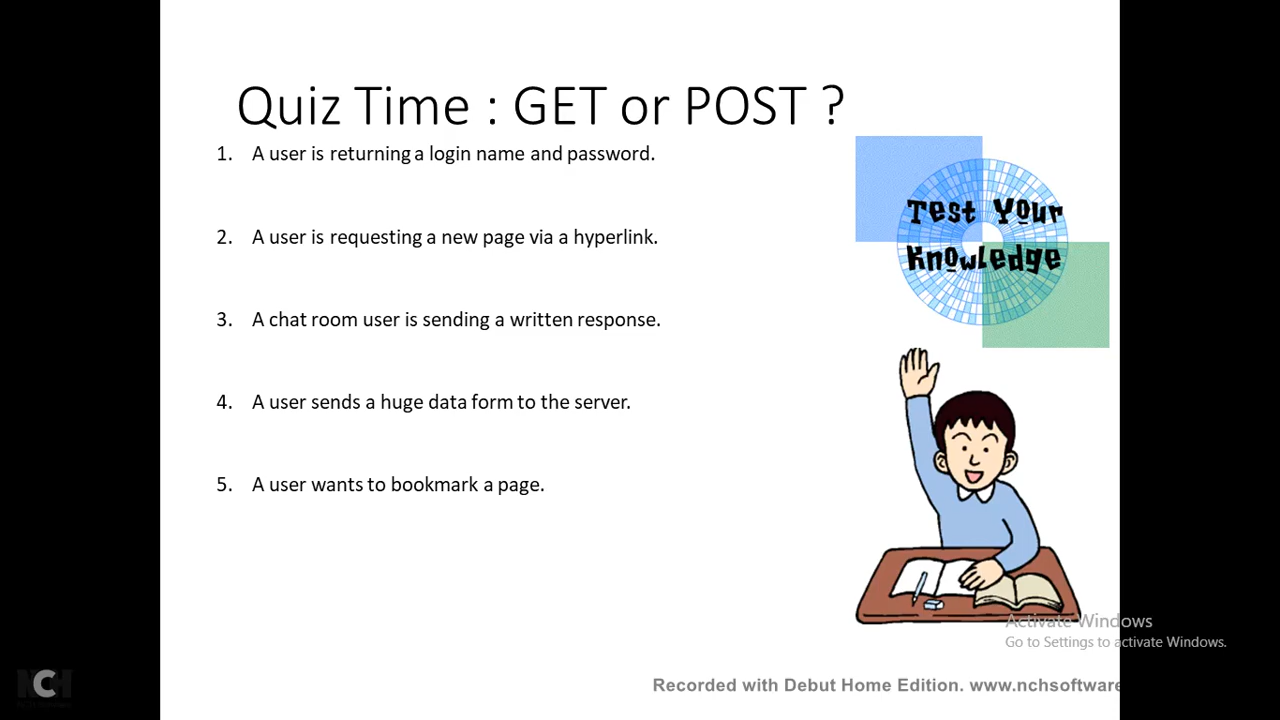 Quiz Time : GET or POST ?
1. A user is returning a login name and password.
2. A user is requesting a new page via a hyperlink.
3. A chat room user is sending a written response.
4. A user sends a huge data form to the server.
5. A user wants to bookmark a page.
Test Your
Knowledge
Activate Windows
Go to Settings to activate Windows.
NCH
Recorded with Debut Home Edition. www.nchsoftware